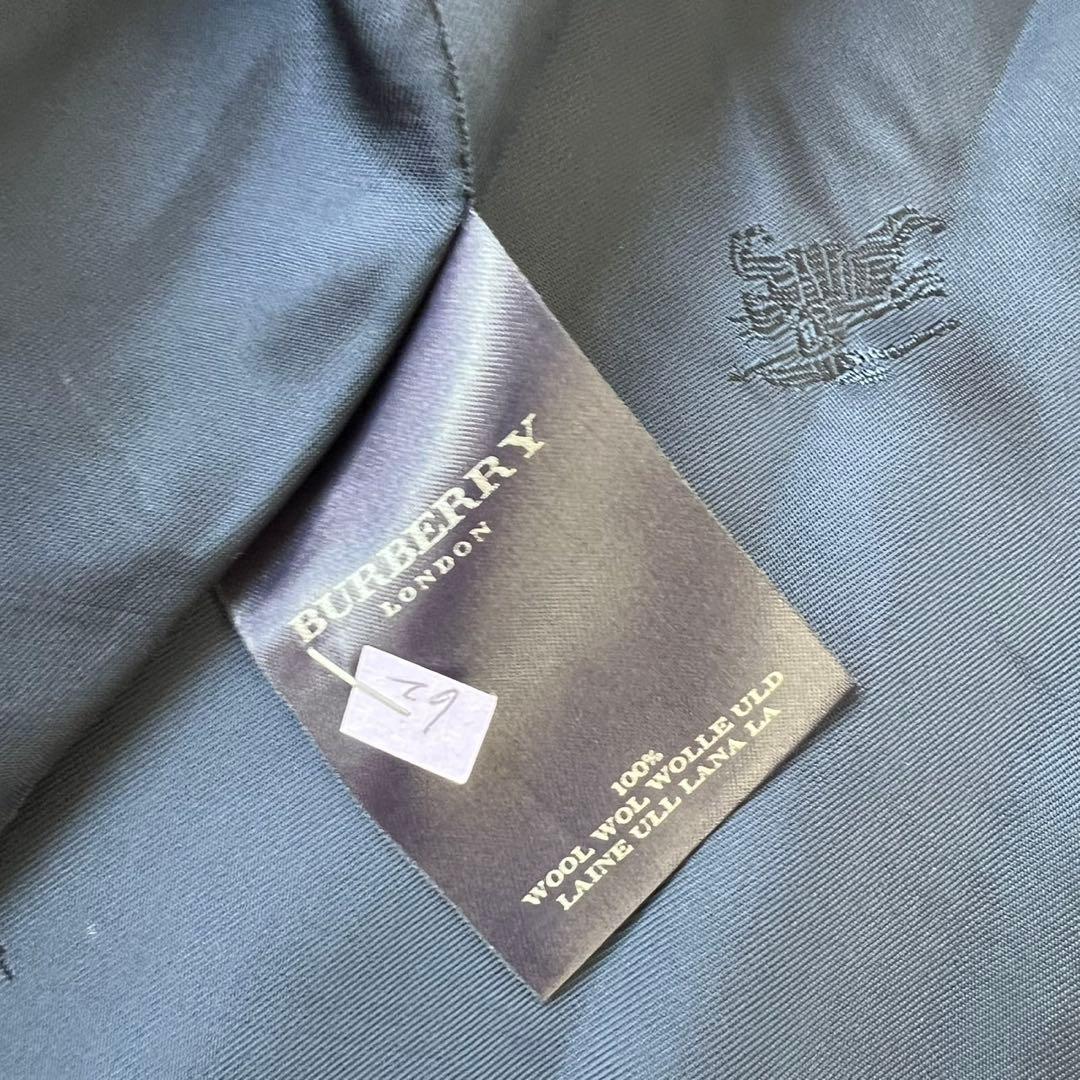 BURBERRY
LONDON
100%
WOOL WOL WOLLE ULD
LAINE ULL LANA LA